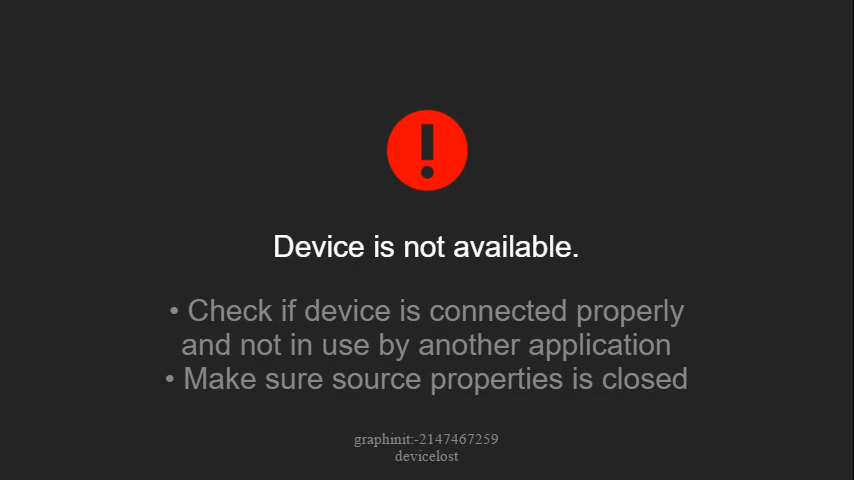 Device is not available.
• Check if device is connected properly
and not in use by another application
• Make sure source properties is closed
graphinit:-2147467259
devicelost